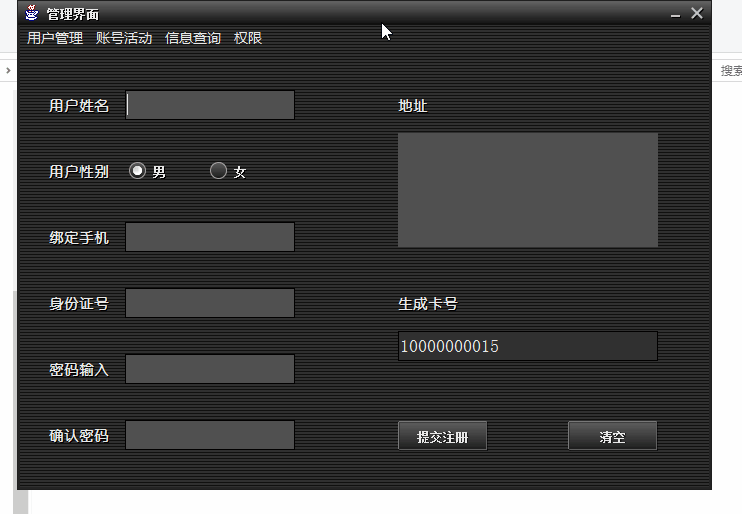 管理界面
用户管理 账号活动 信息查询 权限
搜索
用户姓名
地址
用户性别 男 女
绑定手机
身份证号
生成卡号
10000000015
密码输入
确认密码
提交注册 清空